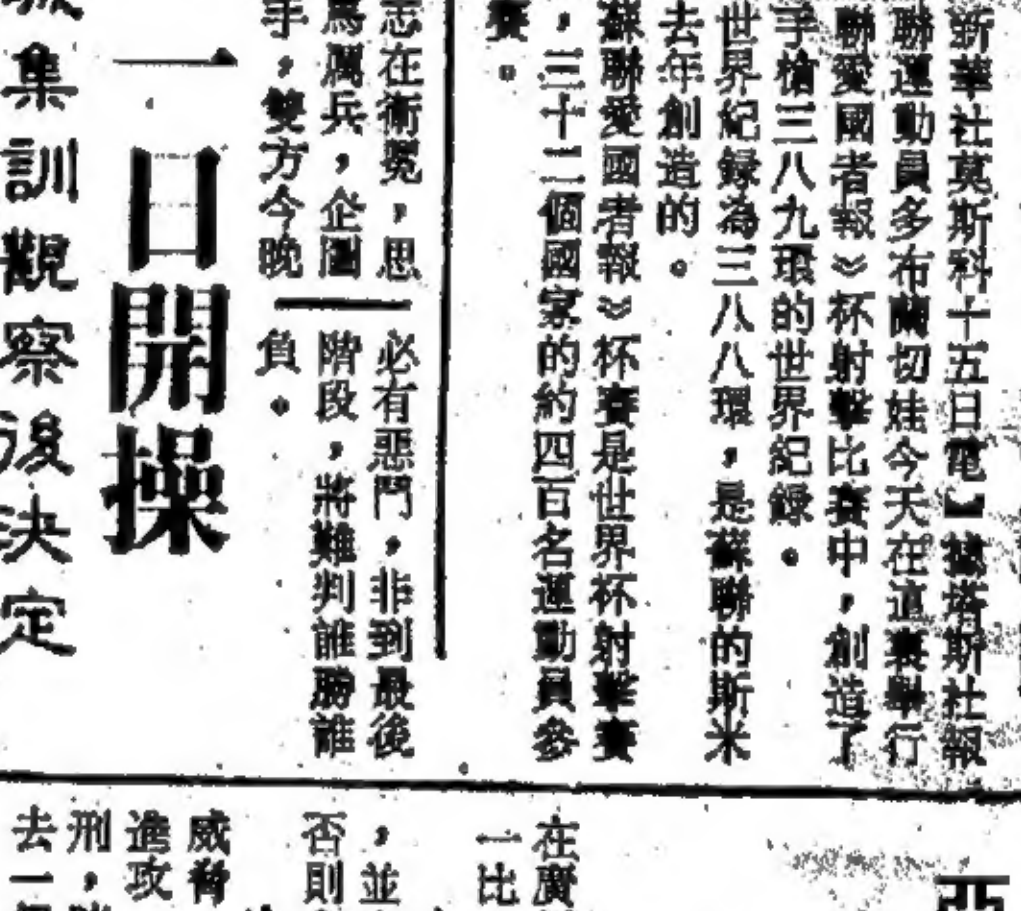 新華社莫斯科十五日電】據塔斯社報
聯運動員多布蘭切娃今天在這裏舉行
聯愛國者報》杯射擊比賽中，創造了
手槍三八九環的世界紀錄。
世界紀錄為三八八環，是蘇聯的斯米
去年創造的。
蘇聯愛國者報》杯賽是世界杯射擊賽
，三十二個國家的約四百名運動員參
賽。
志在衛冕，思
馬厲兵，企圖
手，雙方今晚
必有惡鬥，非到最後
階段，將難判誰勝誰
負。
一日開操
集訓觀察後決定
亞
在廣
一比
，並
否則
威脅
進攻
刑，
去一